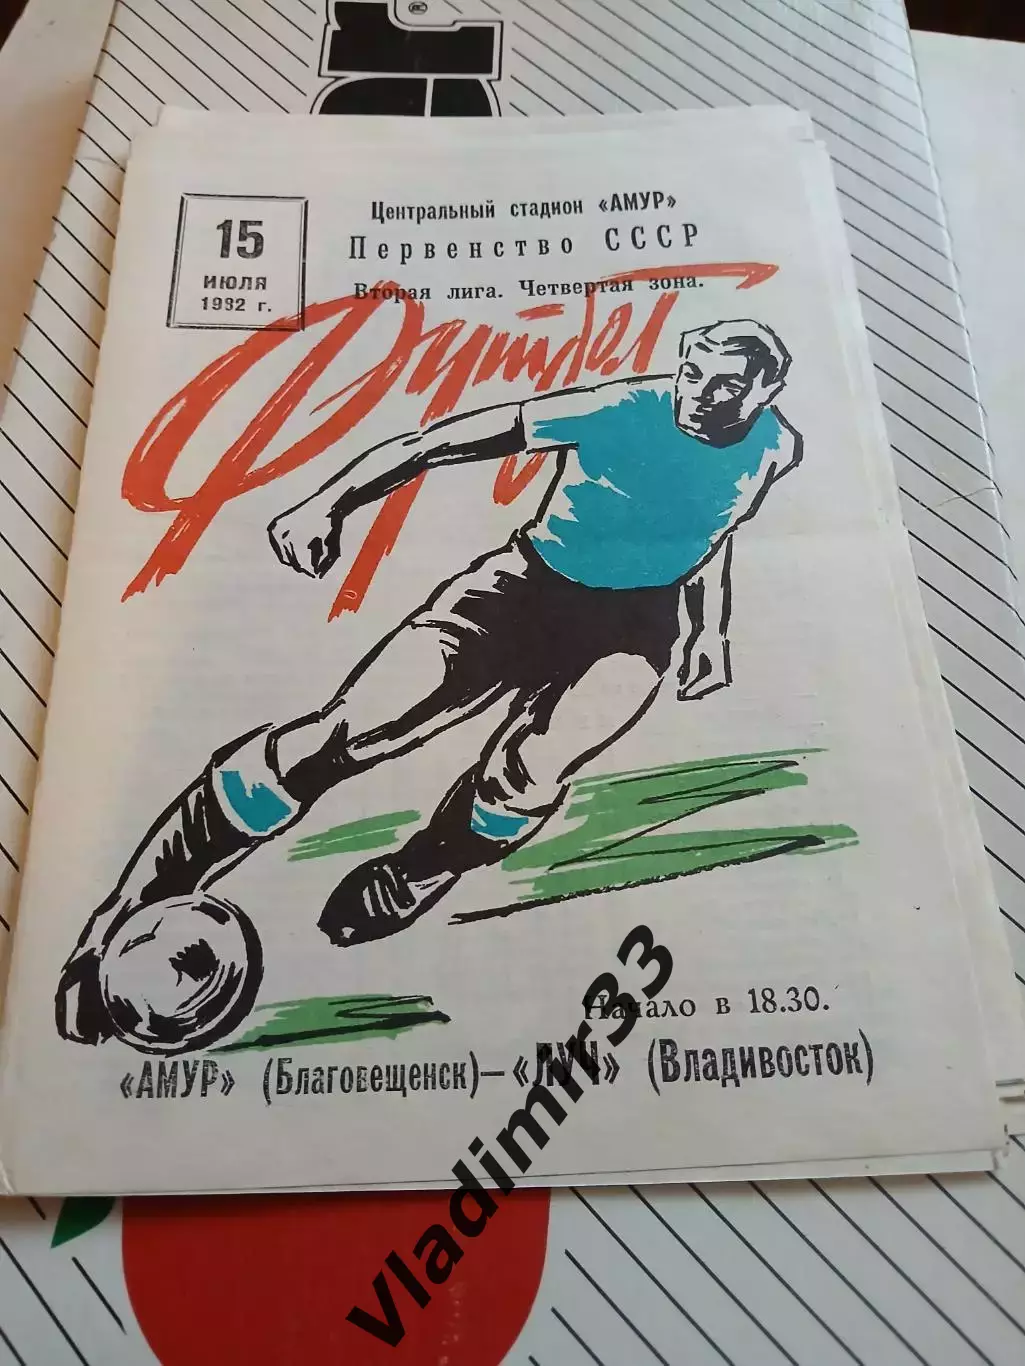 15
ИЮЛЯ
1982 г.
Центральный стадион «АМУР»
Первенство СССР
Вторая лига. Четвертая зона.
Футбол
Начало в 18.30.
«АМУР» (Благовещенск)—«ЛУЧ» (Владивосток)
Vladimir33